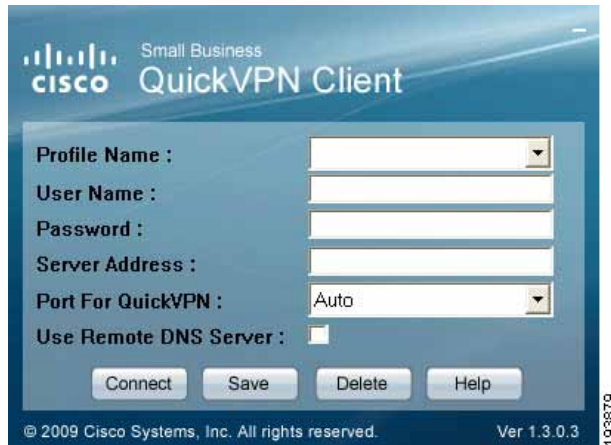 Small Business
CISCO QuickVPN Client
Profile Name :
User Name :
Password :
Server Address :
Port For QuickVPN : Auto
Use Remote DNS Server :
Connect Save Delete Help
© 2009 Cisco Systems, Inc. All rights reserved. Ver 1.3.0.3